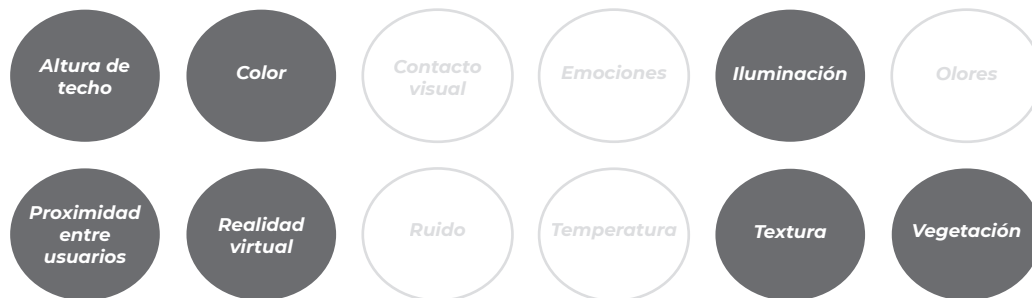 Altura de
techo
Color
Contacto
visual
Emociones
Iluminación
Olores
Proximidad
entre
usuarios
Realidad
virtual
Ruido
Temperatura
Textura
Vegetación